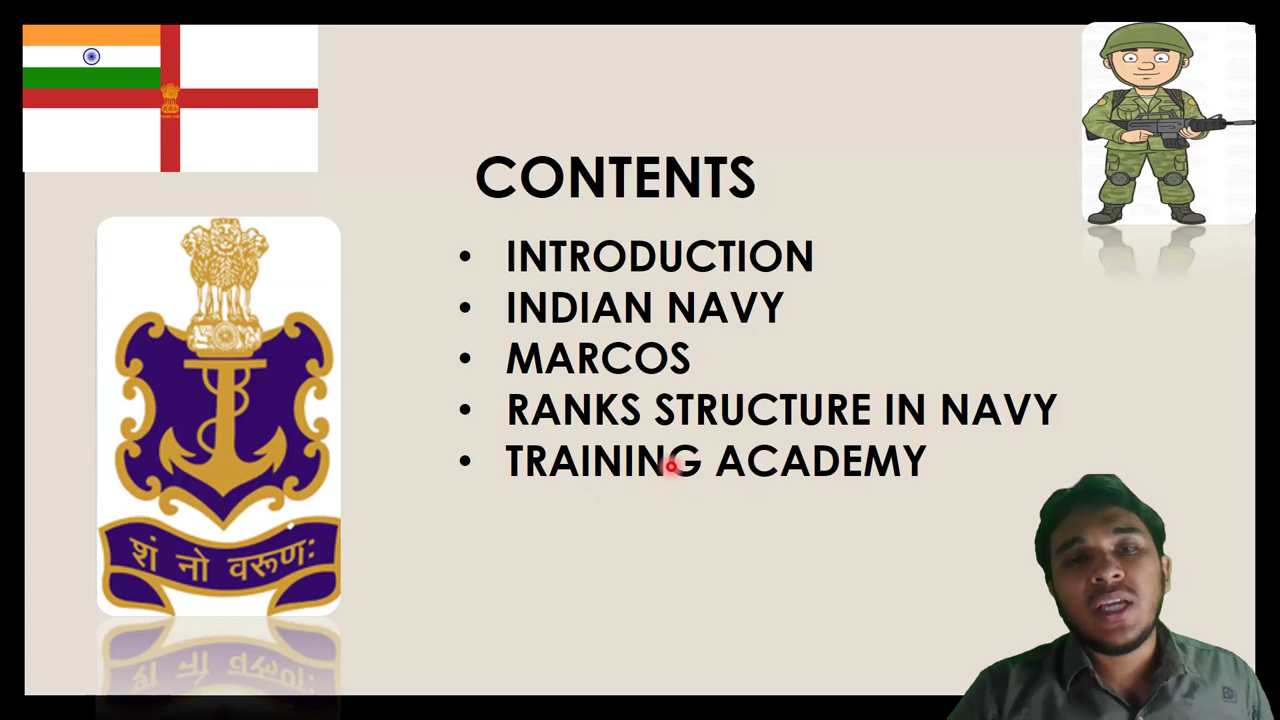 CONTENTS
• INTRODUCTION
• INDIAN NAVY
• MARCOS
• RANKS STRUCTURE IN NAVY
• TRAINING ACADEMY
शं नो वरूणः